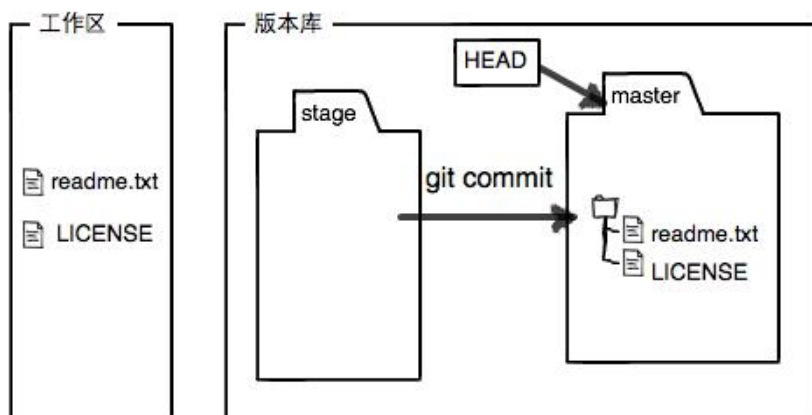 工作区
版本库
HEAD
stage
master
git commit
readme.txt
LICENSE
readme.txt
LICENSE